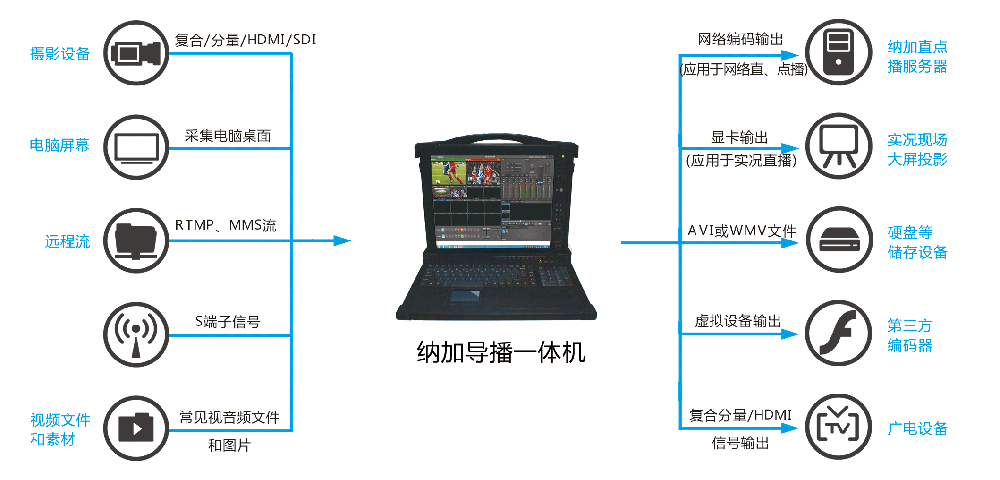 摄影设备
复合/分量/HDMI/SDI
电脑屏幕
采集电脑桌面
远程流
RTMP、MMS流
S端子信号
视频文件
和素材
常见视音频文件
和图片
纳加导播一体机
网络编码输出
(应用于网络直、点播)
纳加直点
播服务器
显卡输出
(应用于实况直播)
实况现场
大屏投影
AVI或WMV文件
硬盘等
储存设备
虚拟设备输出
第三方
编码器
复合分量/HDMI
信号输出
TV
广电设备